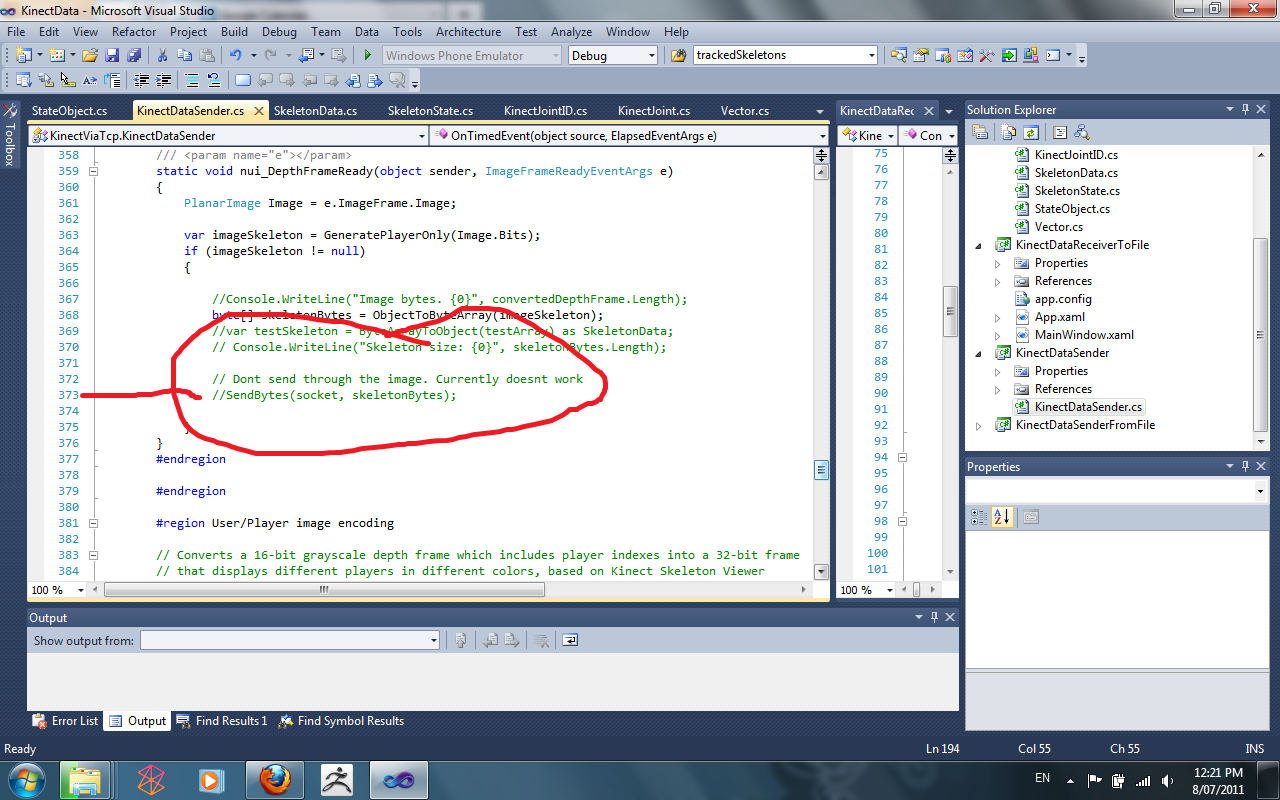 KinectData - Microsoft Visual Studio
File Edit View Refactor Project Build Debug Team Data Tools Architecture Test Analyze Window Help
Windows Phone Emulator Debug trackedSkeletons
StateObject.cs KinectDataSender.cs SkeletonData.cs SkeletonState.cs KinectJointID.cs KinectJoint.cs Vector.cs
KinectViaTcp.KinectDataSender OnTimedEvent(object source, ElapsedEventArgs e)
Toolbox
358 /// <param name="e"></param>
359 static void nui_DepthFrameReady(object sender, ImageFrameReadyEventArgs e)
360 {
361 PlanarImage Image = e.ImageFrame.Image;
362
363 var imageSkeleton = GeneratePlayerOnly(Image.Bits);
364 if (imageSkeleton != null)
365 {
366
367 //Console.WriteLine("Image bytes. {0}", convertedDepthFrame.Length);
368 byte[] skeletonBytes = ObjectToByteArray(imageSkeleton);
369 //var testSkeleton = ByteArrayToObject(testArray) as SkeletonData;
370 // Console.WriteLine("Skeleton size: {0}", skeletonBytes.Length);
371
372 // Dont send through the image. Currently doesnt work
373 //SendBytes(socket, skeletonBytes);
374
375 }
376 }
377 #endregion
378
379 #endregion
380
381 #region User/Player image encoding
382
383 // Converts a 16-bit grayscale depth frame which includes player indexes into a 32-bit frame
384 // that displays different players in different colors, based on Kinect Skeleton Viewer
100 %
KinectDataRec
Kine Con
75
76
77
78
79
80
81
82
83
84
85
86
87
88
89
90
91
92
93
94
95
96
97
98
99
100
101
100 %
Solution Explorer
KinectJointID.cs
SkeletonData.cs
SkeletonState.cs
StateObject.cs
Vector.cs
KinectDataReceiverToFile
Properties
References
app.config
App.xaml
MainWindow.xaml
KinectDataSender
Properties
References
KinectDataSender.cs
KinectDataSenderFromFile
Properties
Output
Show output from:
Error List Output Find Results 1 Find Symbol Results
Ready Ln 194 Col 55 Ch 55 INS
EN 12:21 PM
8/07/2011